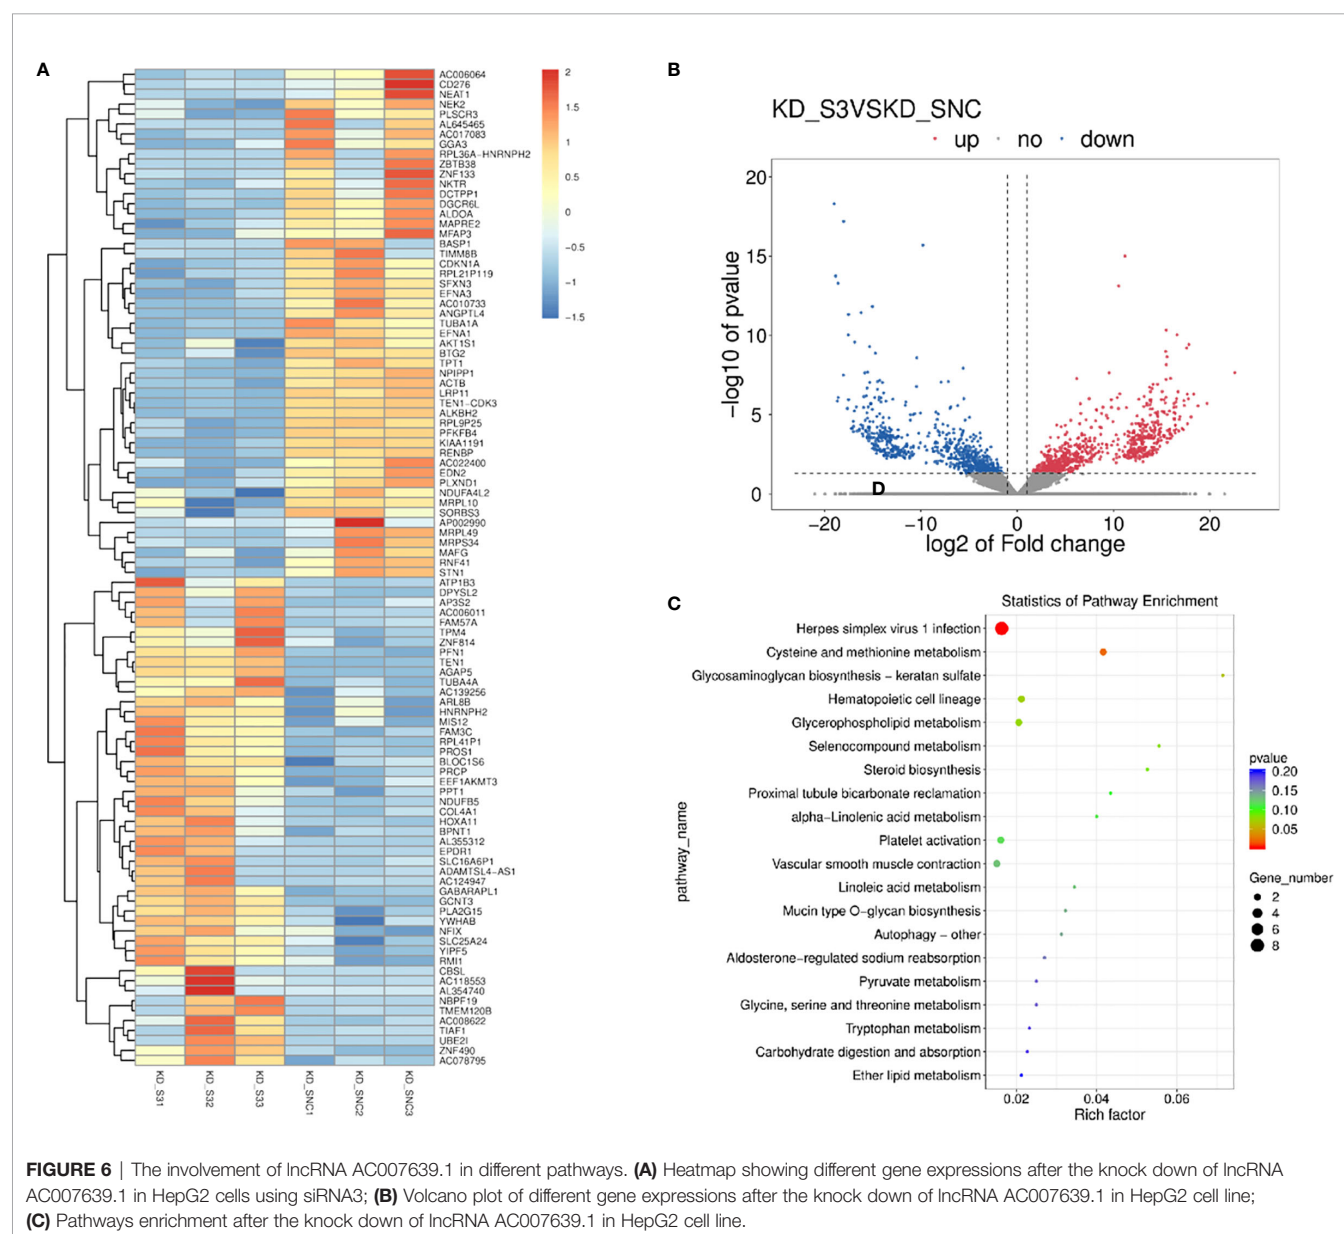 A
AC006064
CD276
NEAT1
NEK2
PLSCR3
AL645465
AC017083
GGA3
RPL36A−HNRNPH2
ZBTB38
ZNF133
NKTR
DCTPP1
DGCR6L
ALDOA
MAPRE2
MFAP3
BASP1
TIMM8B
CDKN1A
RPL21P119
SFXN3
EFNA3
AC010733
ANGPTL4
TUBA1A
EFNA1
AKT1S1
BTG2
TPT1
NPIPP1
ACTB
LRP11
TEN1−CDK3
ALKBH2
RPL9P25
PFKFB4
KIAA1191
RENBP
AC022400
EDN2
PLXND1
NDUFA4L2
MRPL10
SORBS3
AP002990
MRPL49
MRPS34
MAFG
RNF41
STN1
ATP1B3
DPYSL2
AP3S2
AC006011
FAM57A
TPM4
ZNF814
PFN1
TEN1
AGAP5
TUBA4A
AC139256
ARL8B
HNRNPH2
MIS12
FAM3C
RPL41P1
PROS1
BLOC1S6
PRCP
EEF1AKMT3
PPT1
NDUFB5
COL4A1
HOXA11
BPNT1
AL355312
EPDR1
SLC16A6P1
ADAMTSL4−AS1
AC124947
GABARAPL1
GCNT3
PLA2G15
YWHAB
NFIX
SLC25A24
YIPF5
RMI1
CBSL
AC118553
AL354740
NBPF19
TMEM120B
AC008622
TIAF1
UBE2I
ZNF490
AC078795
KD_S31
KD_S32
KD_S33
KD_SNC1
KD_SNC2
KD_SNC3
2
1.5
1
0.5
0
−0.5
−1
−1.5
B
KD_S3VSKD_SNC
up no down
20
15
10
5
0
−log10 of pvalue
D
−20 −10 0 10 20
log2 of Fold change
C
Statistics of Pathway Enrichment
Herpes simplex virus 1 infection
Cysteine and methionine metabolism
Glycosaminoglycan biosynthesis − keratan sulfate
Hematopoietic cell lineage
Glycerophospholipid metabolism
Selenocompound metabolism
Steroid biosynthesis
Proximal tubule bicarbonate reclamation
alpha−Linolenic acid metabolism
Platelet activation
Vascular smooth muscle contraction
Linoleic acid metabolism
Mucin type O−glycan biosynthesis
Autophagy − other
Aldosterone−regulated sodium reabsorption
Pyruvate metabolism
Glycine, serine and threonine metabolism
Tryptophan metabolism
Carbohydrate digestion and absorption
Ether lipid metabolism
pathway_name
0.02 0.04 0.06
Rich factor
pvalue
0.20
0.15
0.10
0.05
Gene_number
2
4
6
8
FIGURE 6 | The involvement of lncRNA AC007639.1 in different pathways. (A) Heatmap showing different gene expressions after the knock down of lncRNA
AC007639.1 in HepG2 cells using siRNA3; (B) Volcano plot of different gene expressions after the knock down of lncRNA AC007639.1 in HepG2 cell line;
(C) Pathways enrichment after the knock down of lncRNA AC007639.1 in HepG2 cell line.